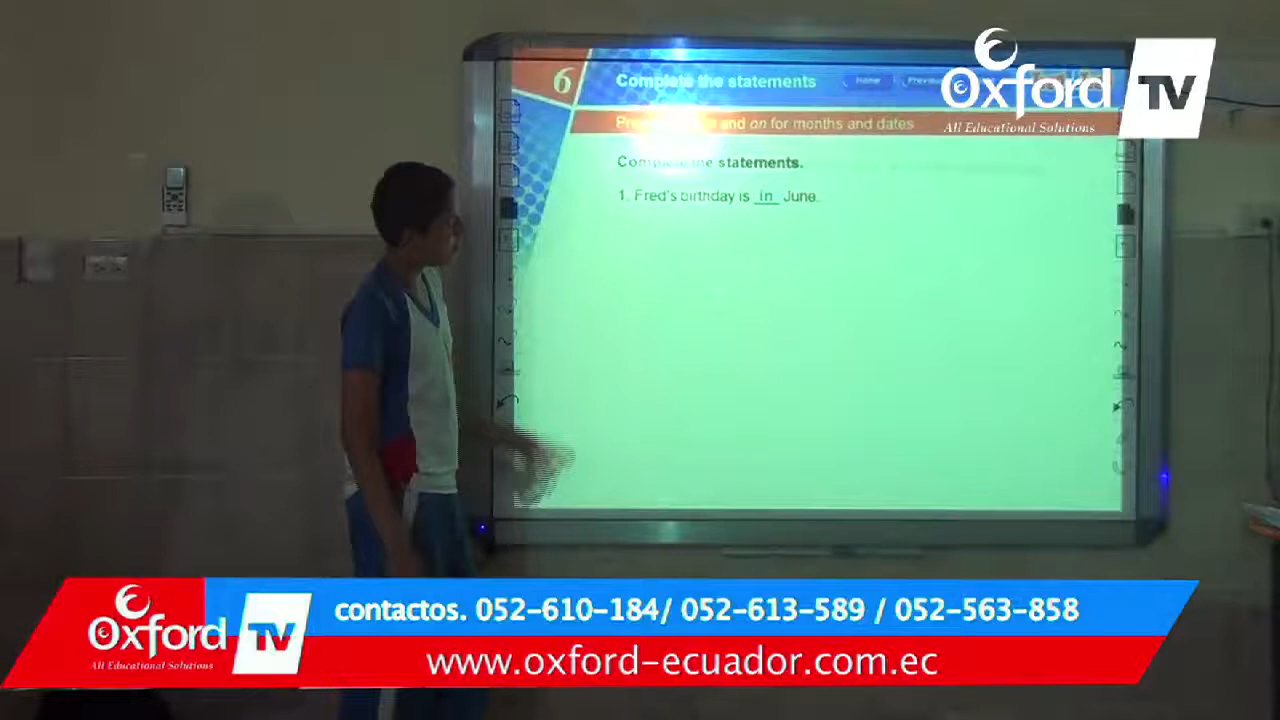 Oxford TV
All Educational Solutions
6 Complete the statements
Home
and on for months and dates
Complete the statements.
1. Fred's birthday is in June.
contactos. 052-610-184/ 052-613-589 / 052-563-858
Oxford TV
All Educational Solutions
www.oxford-ecuador.com.ec